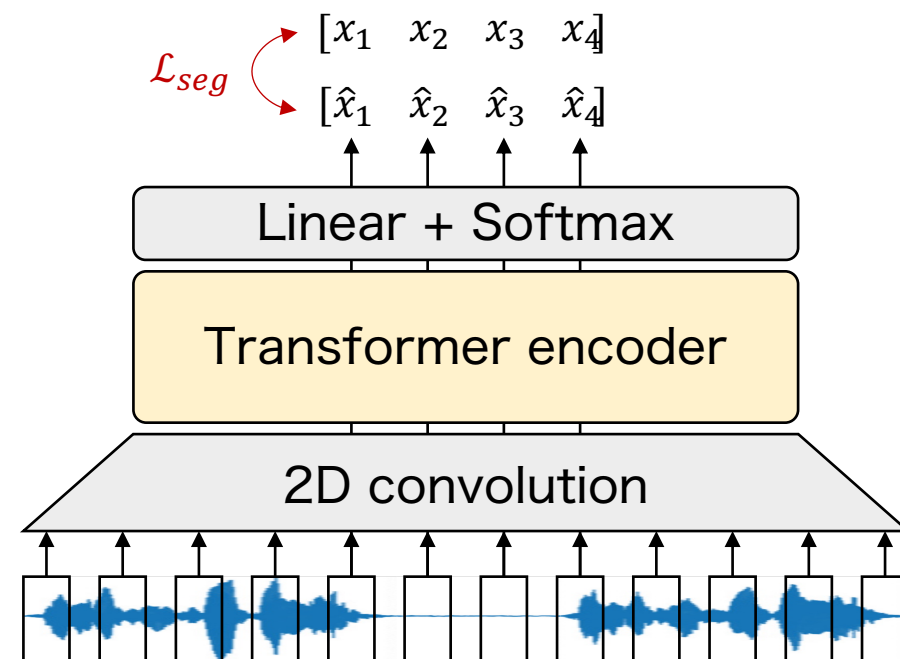 [x₁ x₂ x₃ x₄]
ℒ_seg
[x̂₁ x̂₂ x̂₃ x̂₄]
Linear + Softmax
Transformer encoder
2D convolution